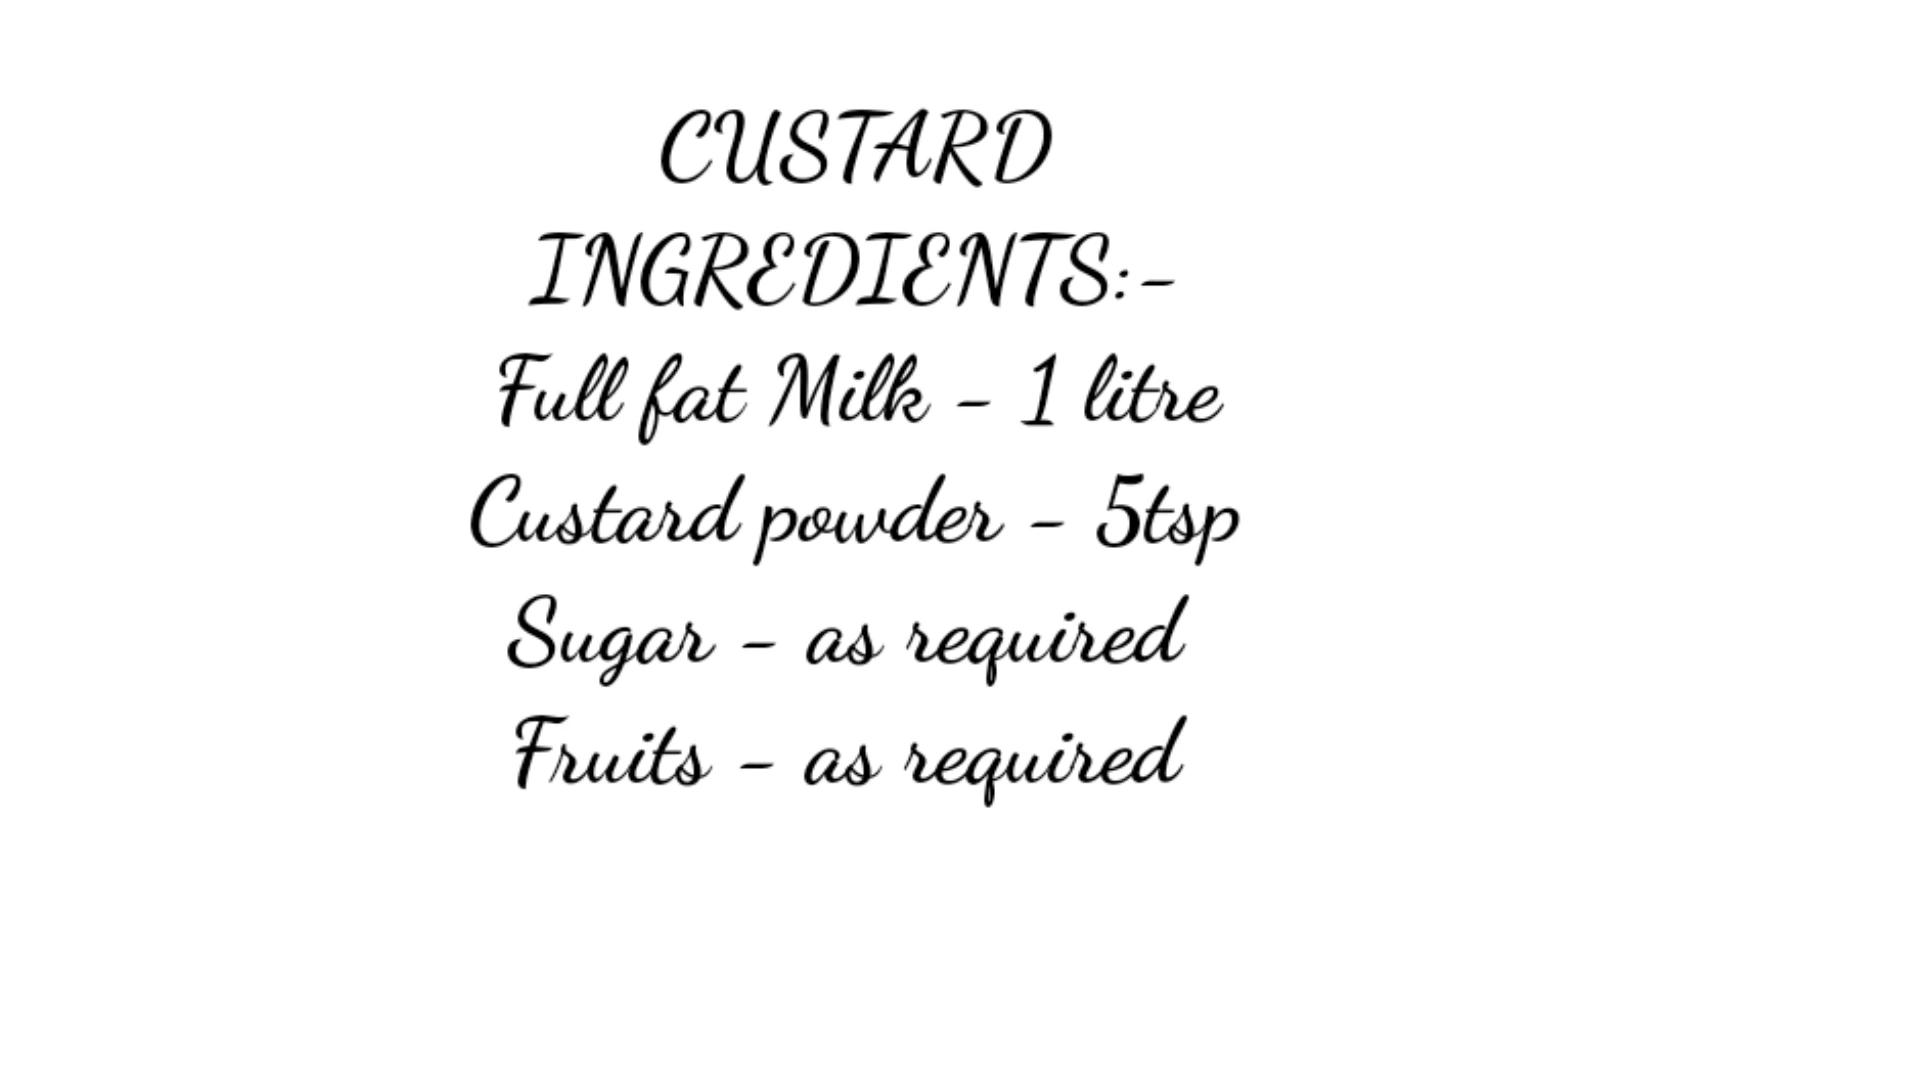 CUSTARD
INGREDIENTS:-
Full fat Milk - 1 litre
Custard powder - 5tsp
Sugar - as required
Fruits - as required